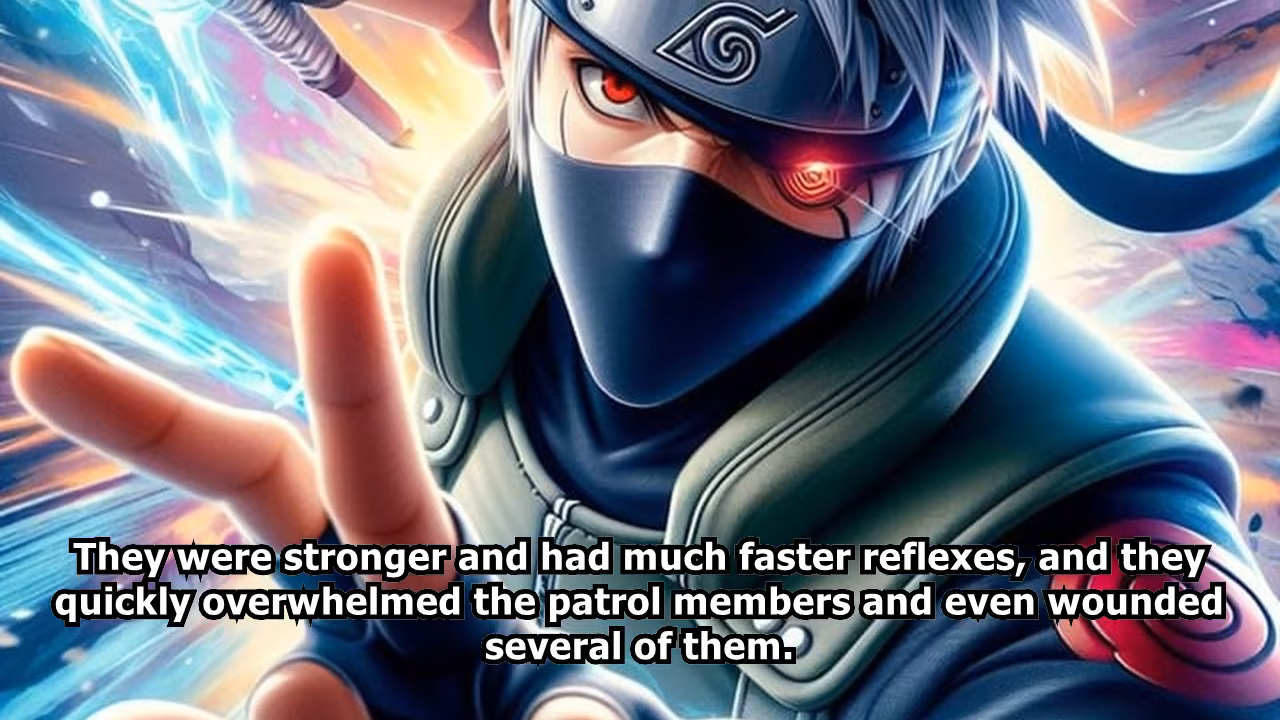 They were stronger and had much faster reflexes, and they
quickly overwhelmed the patrol members and even wounded
several of them.